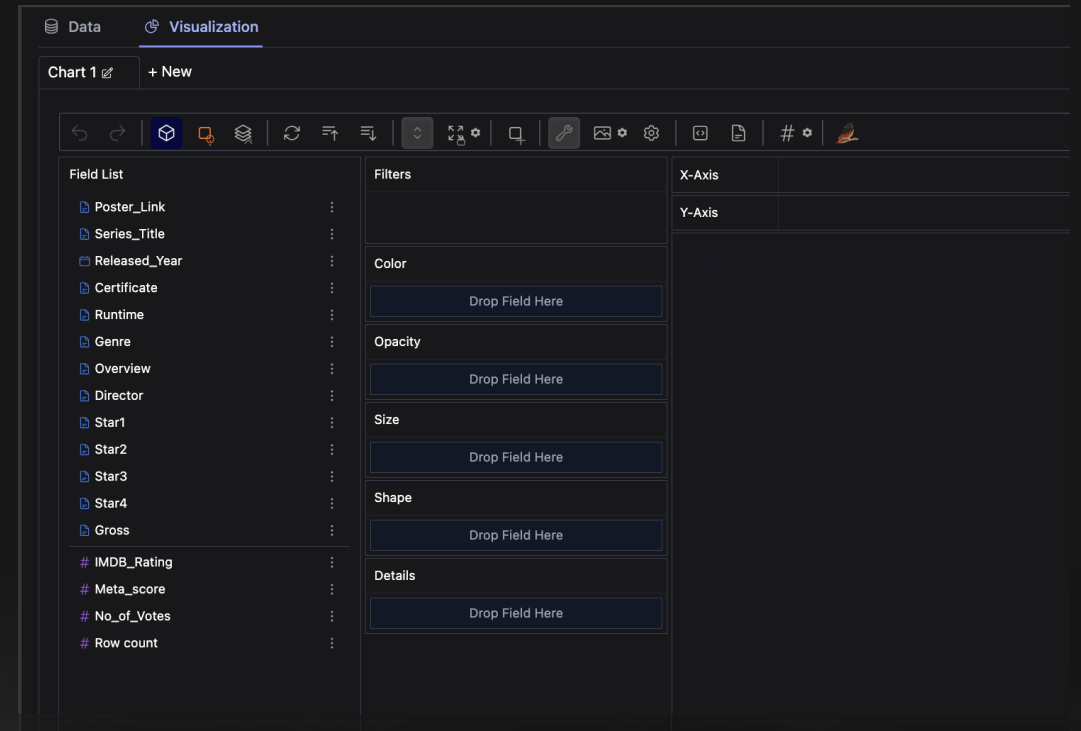 Data
Visualization
Chart 1
+ New
Field List
Poster_Link
Series_Title
Released_Year
Certificate
Runtime
Genre
Overview
Director
Star1
Star2
Star3
Star4
Gross
# IMDB_Rating
# Meta_score
# No_of_Votes
# Row count
Filters
Color
Drop Field Here
Opacity
Drop Field Here
Size
Drop Field Here
Shape
Drop Field Here
Details
Drop Field Here
X-Axis
Y-Axis